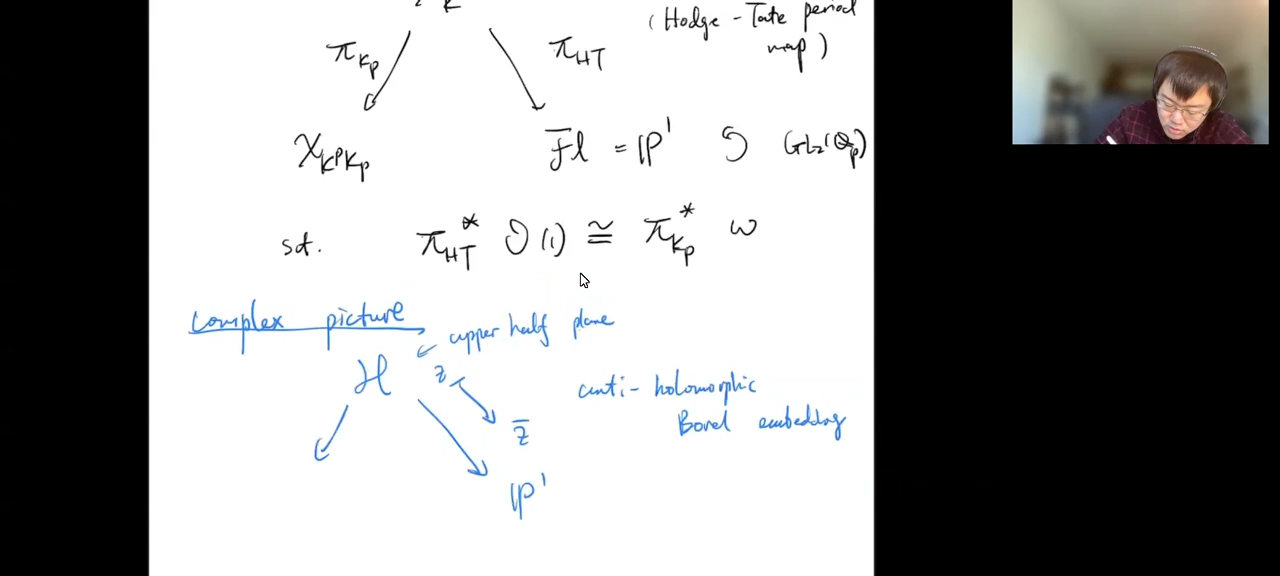 (Hodge - Tate period
map)
π_{Kp} π_{HT}
X_{K^pK_p} Fl = ℙ^1 GL_2(ℚ_p)
st. π_{HT}^* O(1) ≅ π_{K_p}^* ω
complex picture
upper half plane
H z
anti-holomorphic
z̄ Borel embedding
ℙ^1